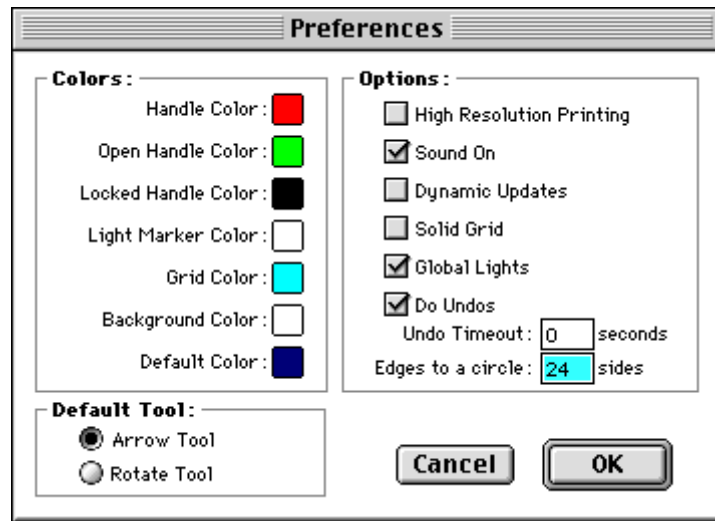 Preferences
Colors:
Handle Color:
Open Handle Color:
Locked Handle Color:
Light Marker Color:
Grid Color:
Background Color:
Default Color:
Options:
High Resolution Printing
Sound On
Dynamic Updates
Solid Grid
Global Lights
Do Undos
Undo Timeout: 0 seconds
Edges to a circle: 24 sides
Default Tool:
Arrow Tool
Rotate Tool
Cancel
OK